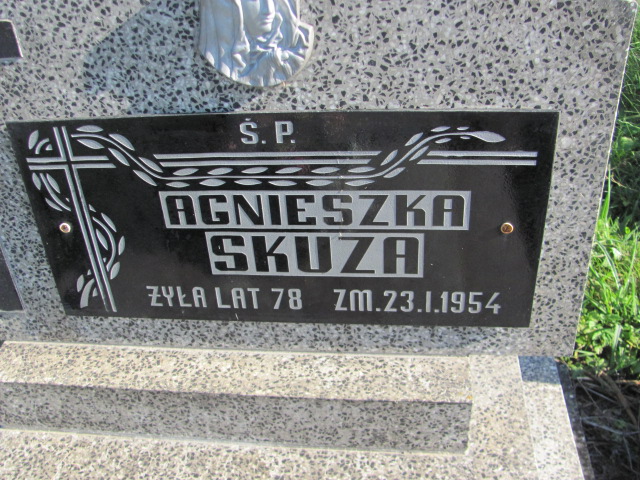 Ś. P.
AGNIESZKA
SKUZA
ŻYŁA LAT 78 ZM. 23.I.1954